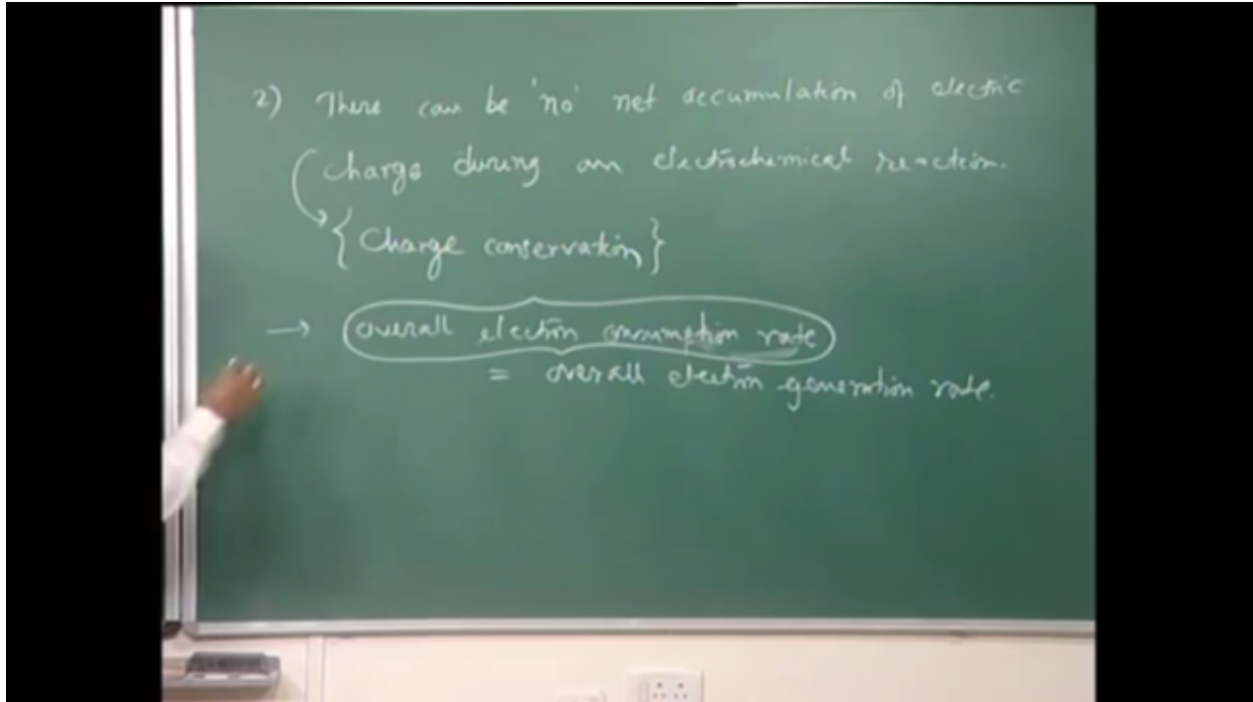 2) There can be 'no' net accumulation of electric
charge during an electrochemical reaction.
{Charge conservation}
→ overall electron consumption rate
= overall electron generation rate.